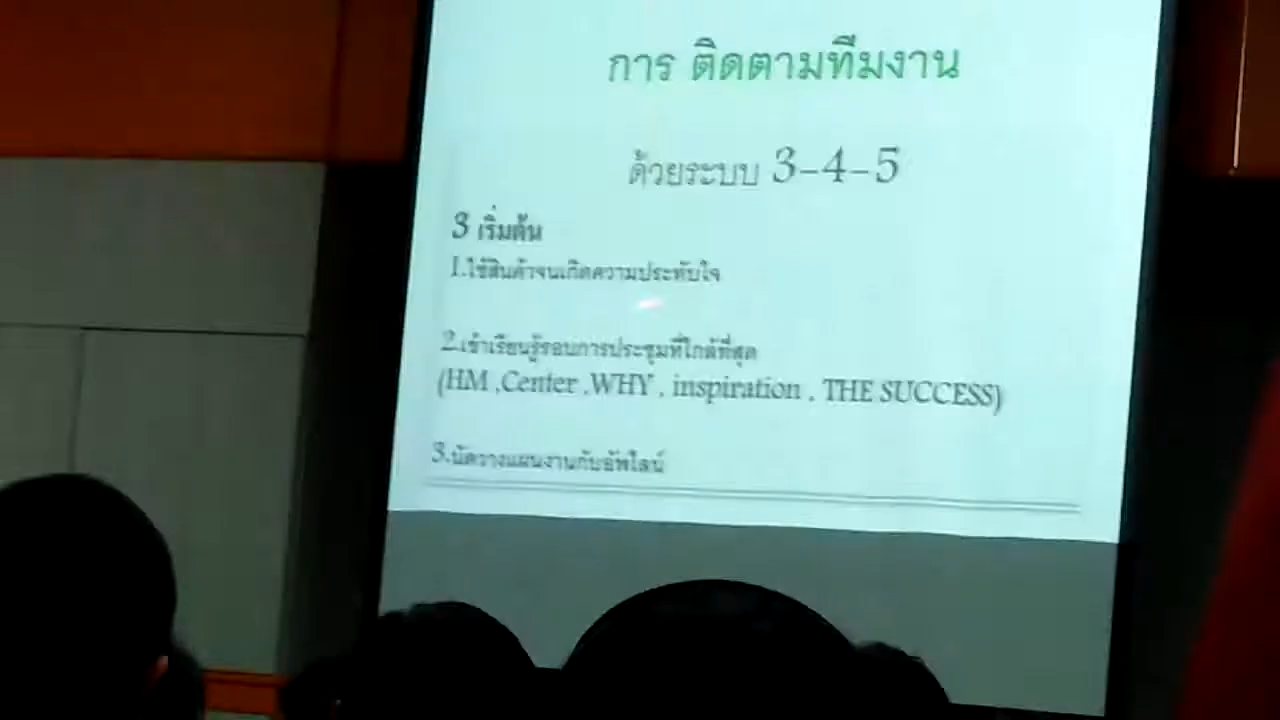 การ ติดตามทีมงาน
ด้วยระบบ 3-4-5
3 เริ่มต้น
1.ใช้สินค้าจนเกิดความประทับใจ
2.เข้าเรียนรู้รอบการประชุมที่ใกล้ที่สุด
(HM ,Center ,WHY , inspiration , THE SUCCESS)
3.นัดวางแผนงานกับอัพไลน์